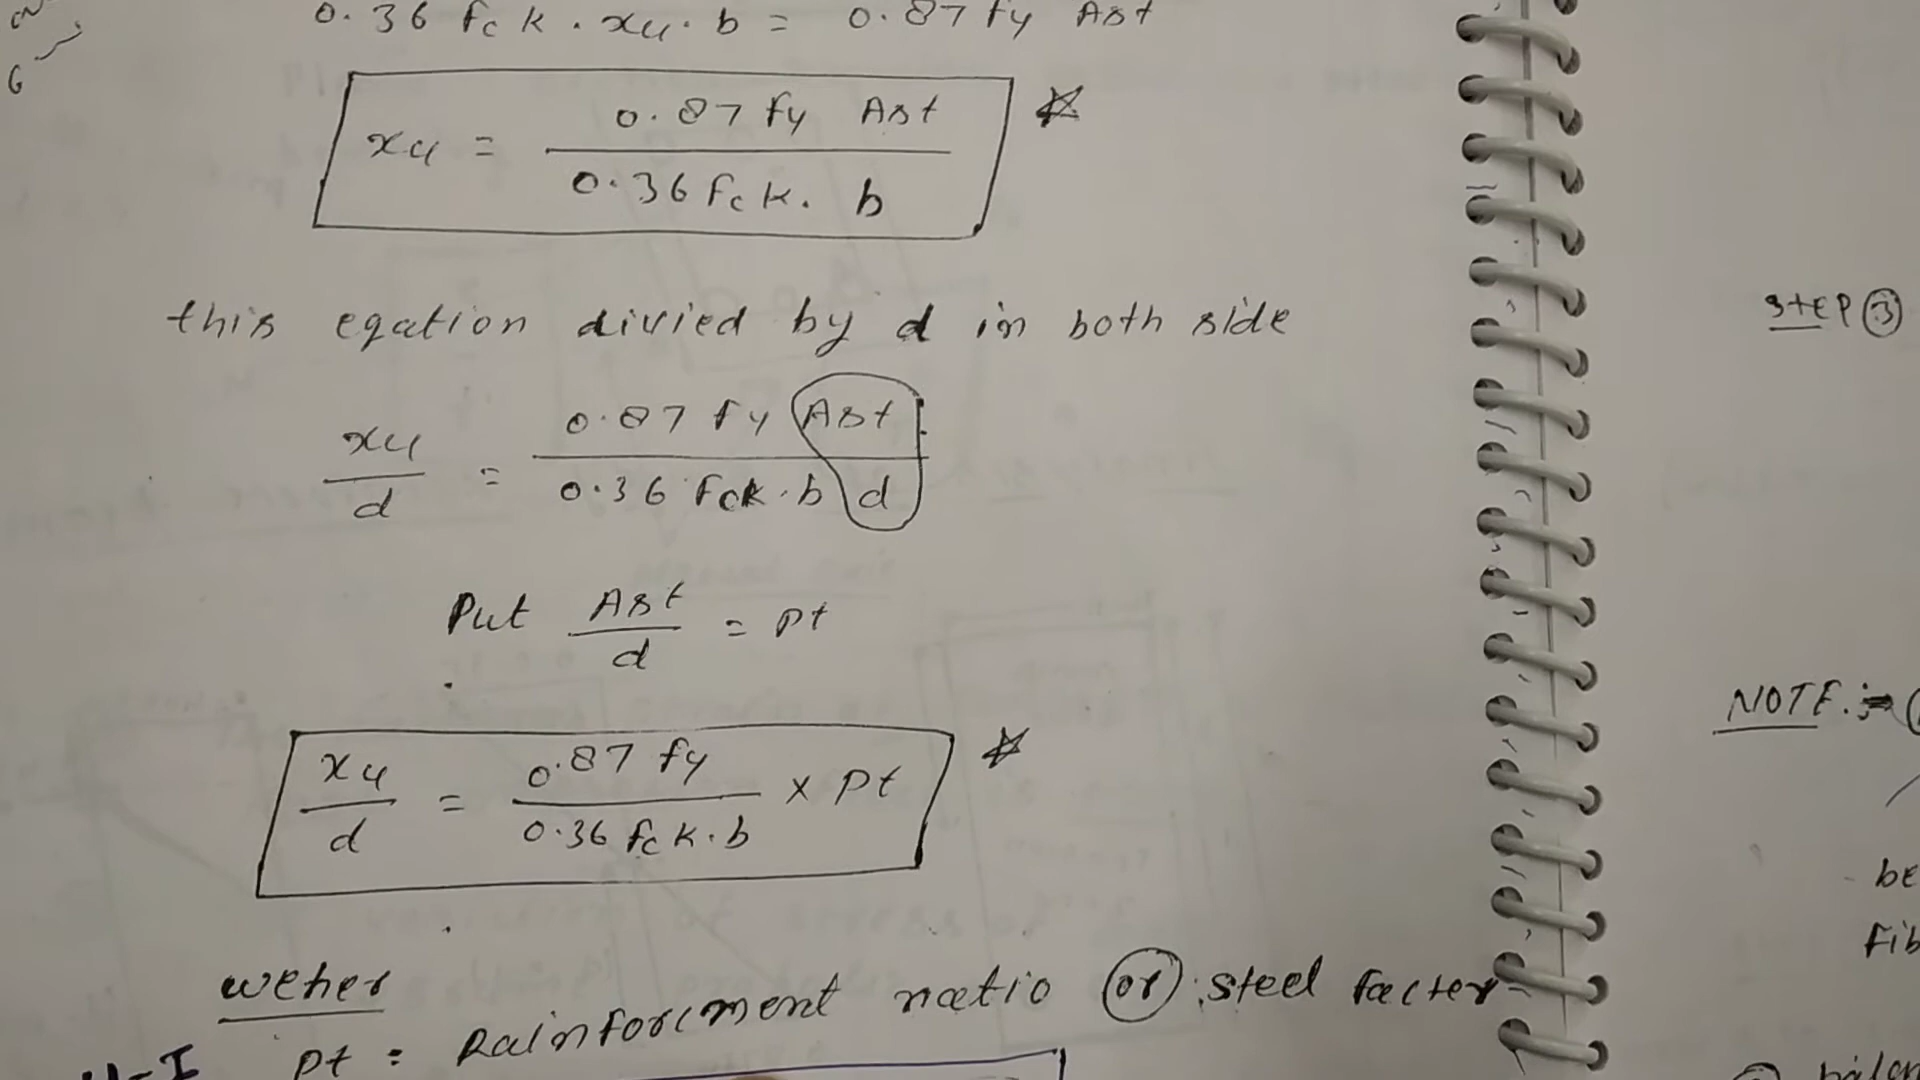 0.36 fck . xu . b = 0.87 fy Ast
xu = 0.87 fy Ast / 0.36 fck . b
this eqation divied by d in both side
xu / d = 0.87 fy Ast / 0.36 fck . b d
Put Ast / d = pt
xu / d = 0.87 fy / 0.36 fck . b x pt
weher
pt = Rainforcment ratio or steel facter
STEP 3
NOTE :-
be
Fib